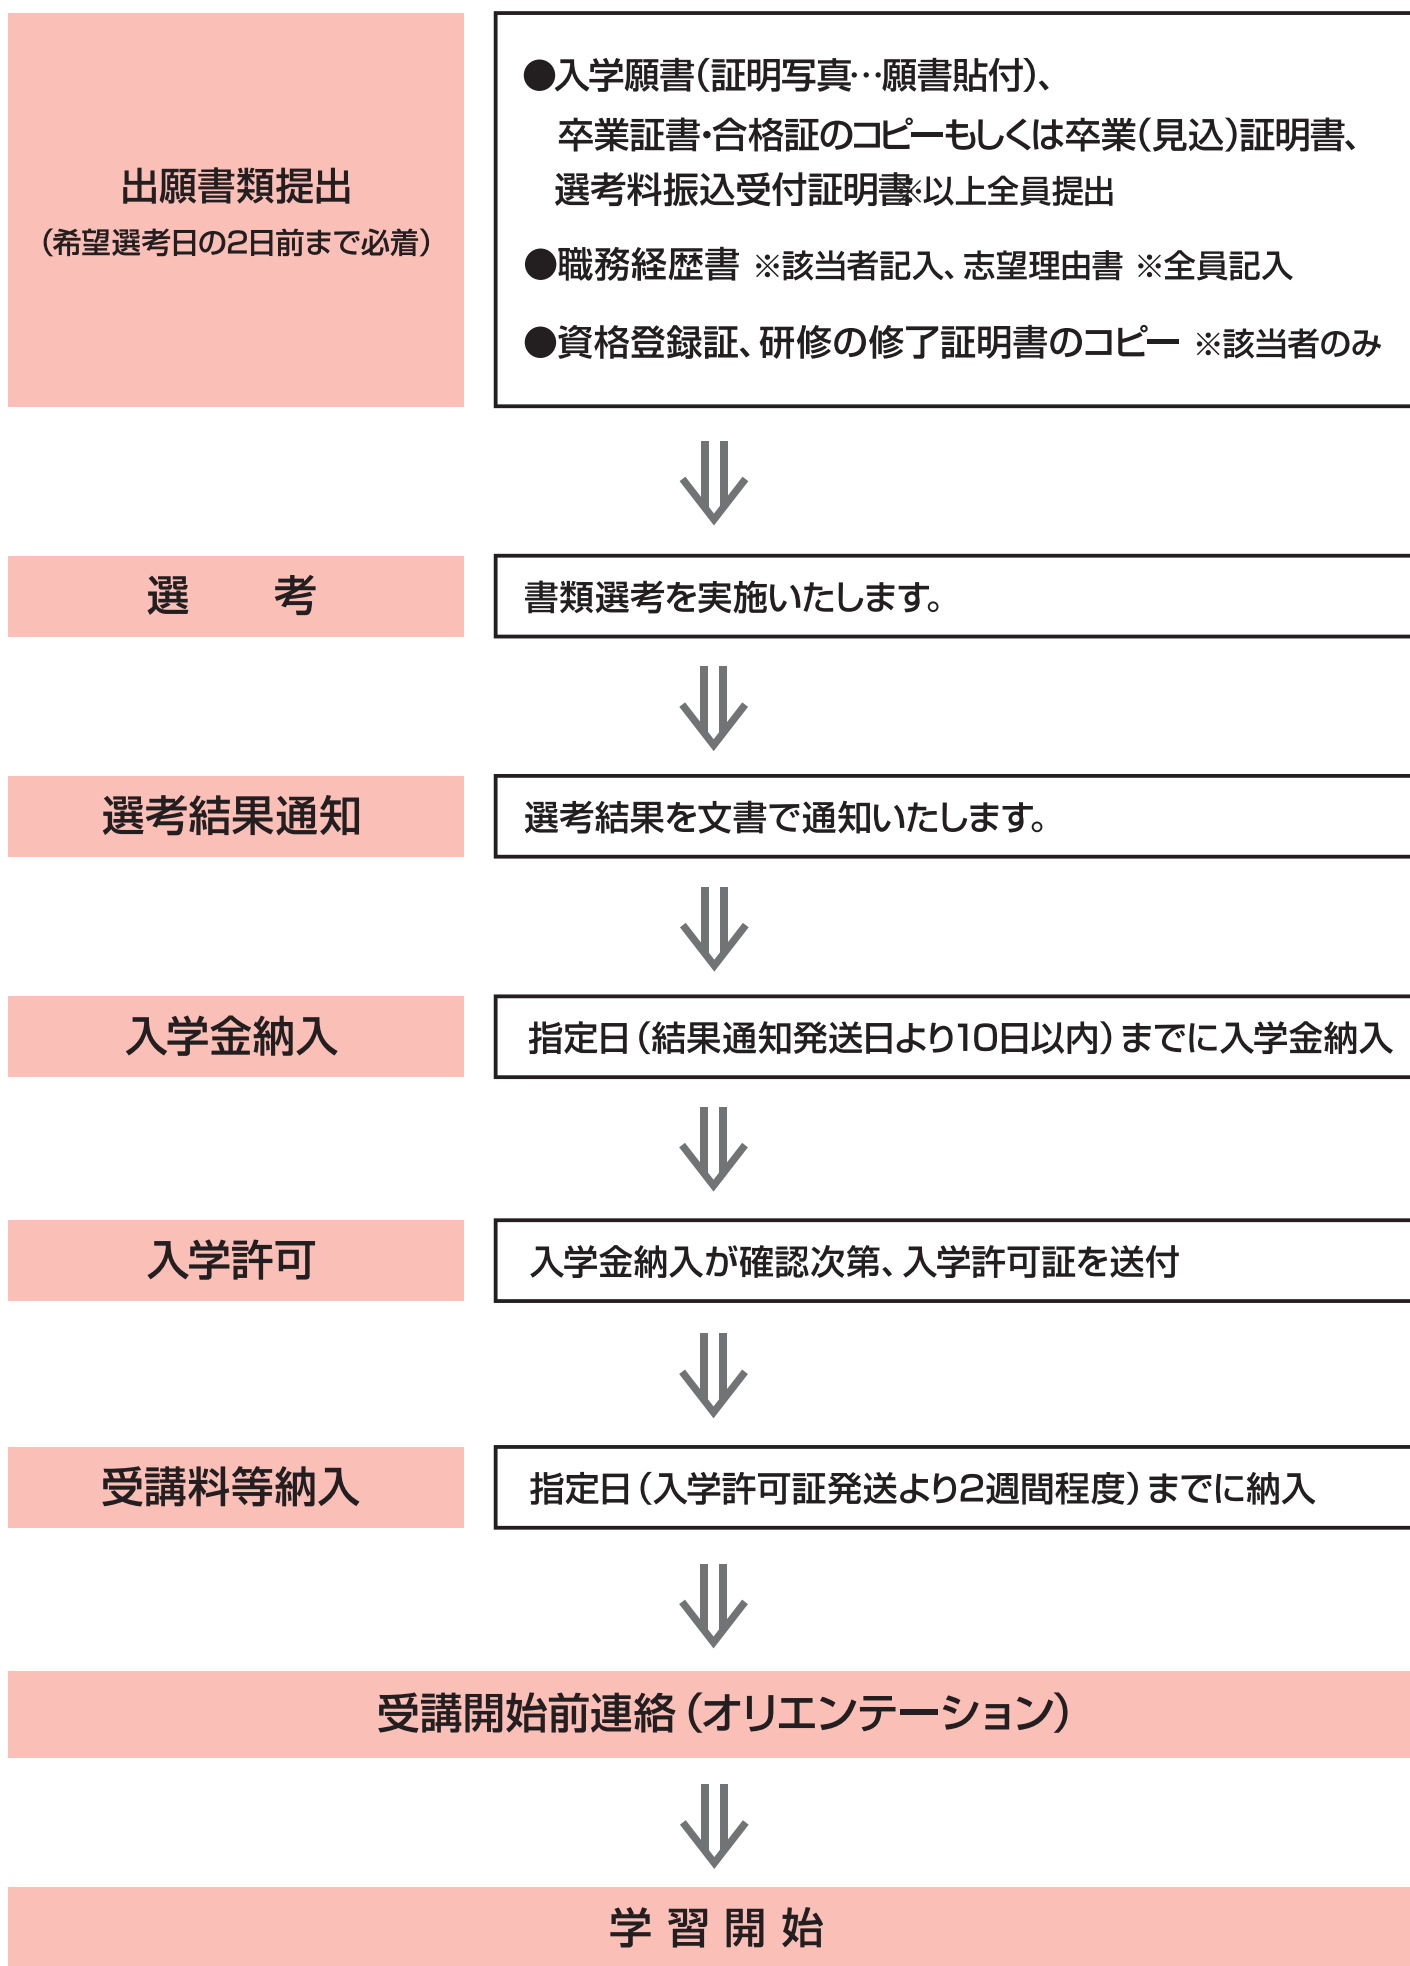 出願書類提出
（希望選考日の2日前まで必着）
●入学願書（証明写真…願書貼付）、
卒業証書・合格証のコピーもしくは卒業（見込）証明書、
選考料振込受付証明書※以上全員提出
●職務経歴書 ※該当者記入、志望理由書 ※全員記入
●資格登録証、研修の修了証明書のコピー ※該当者のみ
選　　考
書類選考を実施いたします。
選考結果通知
選考結果を文書で通知いたします。
入学金納入
指定日（結果通知発送日より10日以内）までに入学金納入
入学許可
入学金納入が確認次第、入学許可証を送付
受講料等納入
指定日（入学許可証発送より2週間程度）までに納入
受講開始前連絡（オリエンテーション）
学 習 開 始